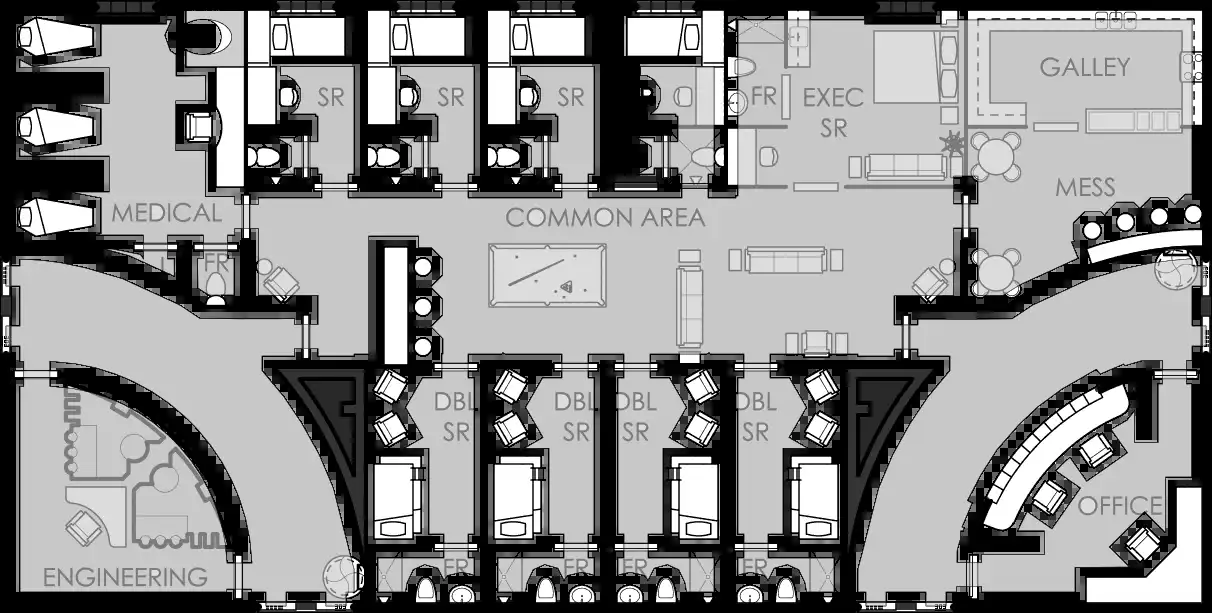 GALLEY
SR
SR
SR
FR
EXEC
SR
MESS
MEDICAL
COMMON AREA
FR
DBL
SR
DBL
SR
DBL
SR
DBL
SR
OFFICE
ENGINEERING
FR
FR
FR
FR